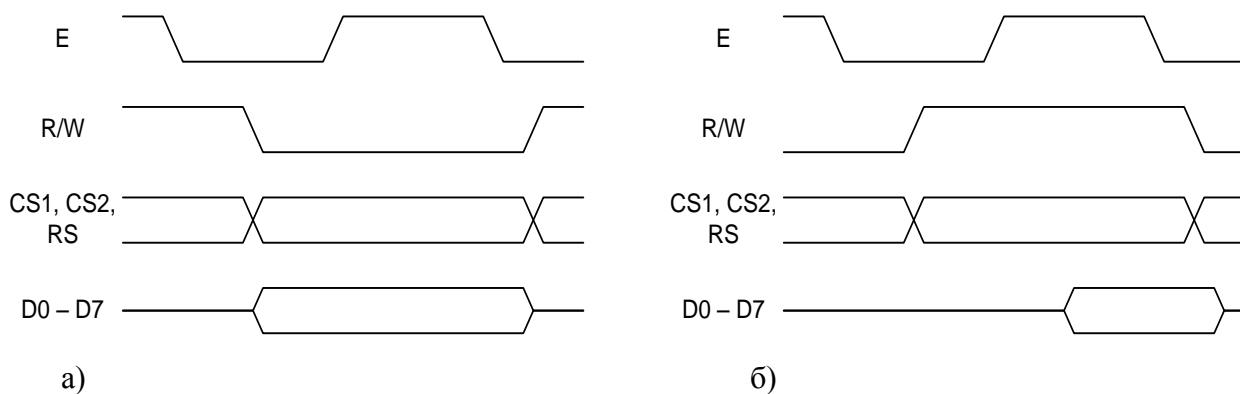 E
R/W
CS1, CS2,
RS
D0 – D7
а)
E
R/W
CS1, CS2,
RS
D0 – D7
б)